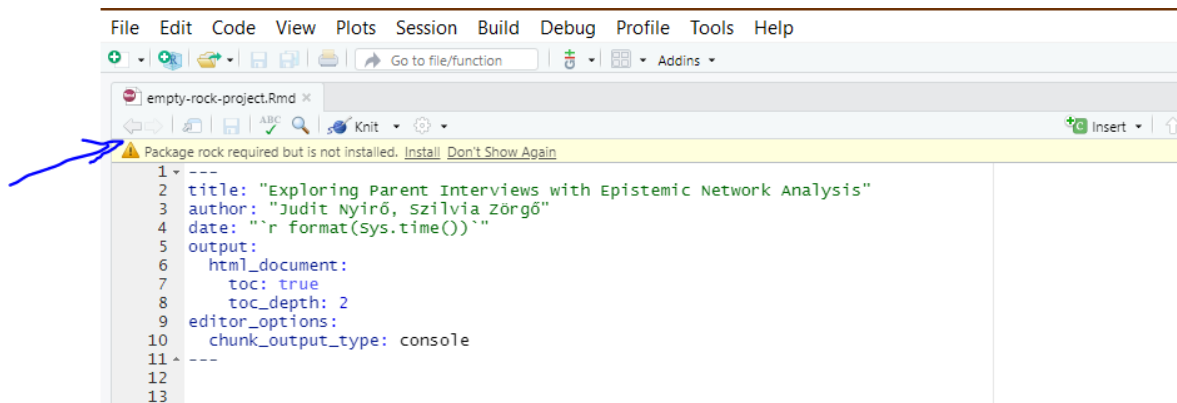 File Edit Code View Plots Session Build Debug Profile Tools Help
Go to file/function Addins
empty-rock-project.Rmd
ABC Knit Insert
Package rock required but is not installed. Install Don't Show Again
1 ---
2 title: "Exploring Parent Interviews with Epistemic Network Analysis"
3 author: "Judit Nyirő, Szilvia Zörgő"
4 date: "`r format(Sys.time())`"
5 output:
6 html_document:
7 toc: true
8 toc_depth: 2
9 editor_options:
10 chunk_output_type: console
11 ---
12
13